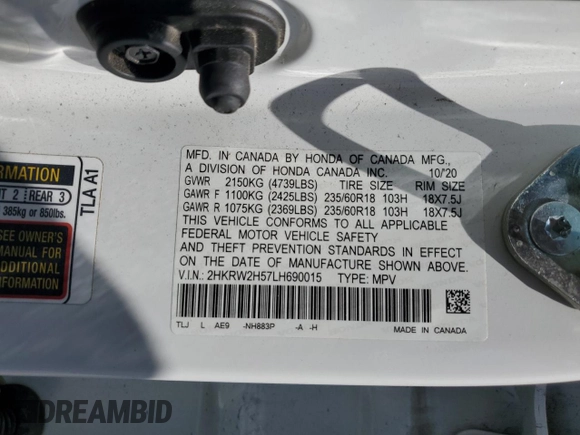 MFD. IN CANADA BY HONDA OF CANADA MFG.,
A DIVISION OF HONDA CANADA INC. 10/20
GVWR 2150KG (4739LBS) TIRE SIZE RIM SIZE
GAWR F 1100KG (2425LBS) 235/60R18 103H 18X7.5J
GAWR R 1075KG (2369LBS) 235/60R18 103H 18X7.5J
THIS VEHICLE CONFORMS TO ALL APPLICABLE
FEDERAL MOTOR VEHICLE SAFETY
AND THEFT PREVENTION STANDARDS IN EFFECT
ON THE DATE OF MANUFACTURE SHOWN ABOVE.
V.I.N.: 2HKRW2H57LH690015 TYPE: MPV
TLJ L AE9 -NH883P -A -H
MADE IN CANADA
2 REAR 3
385kg or 850lbs.
SEE OWNER'S
MANUAL FOR
ADDITIONAL
INFORMATION
TLA A1
DREAMBID